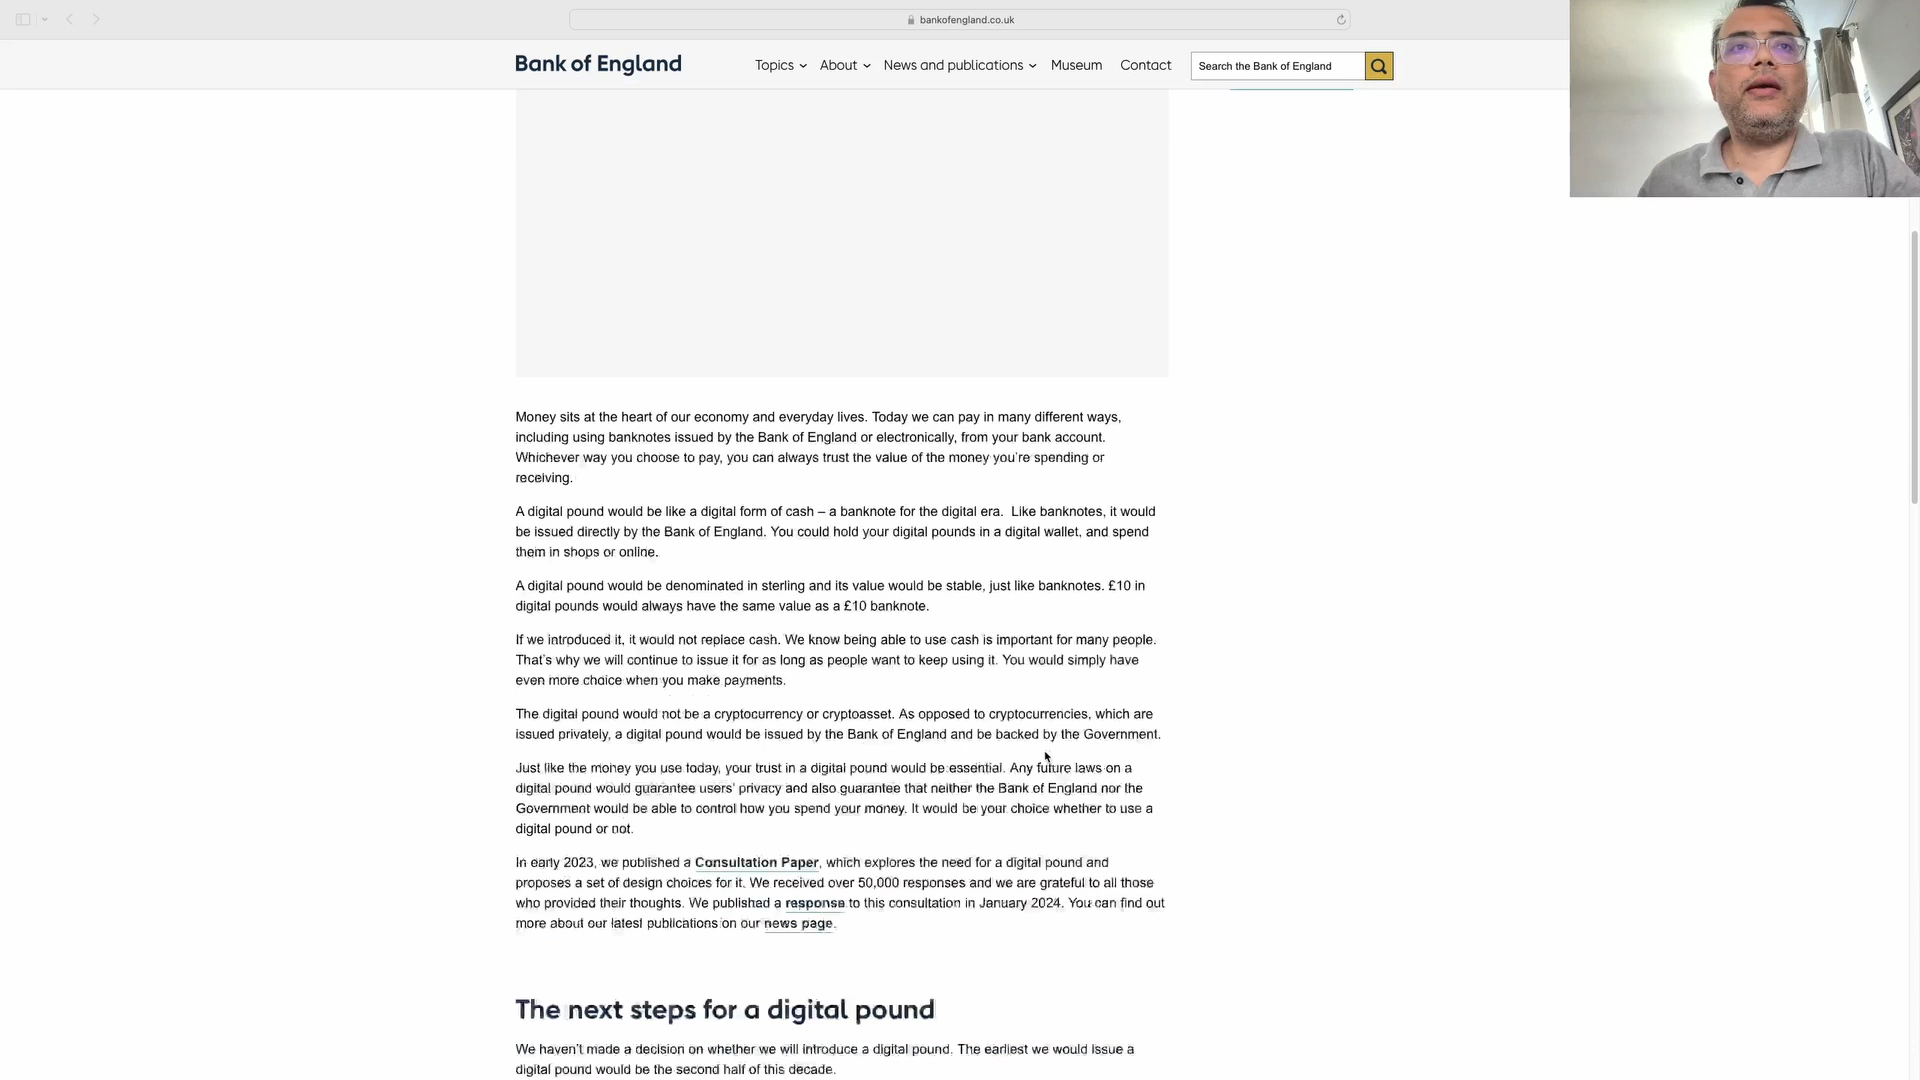 bankofengland.co.uk
Bank of England
Topics About News and publications Museum Contact Search the Bank of England
Money sits at the heart of our economy and everyday lives. Today we can pay in many different ways,
including using banknotes issued by the Bank of England or electronically, from your bank account.
Whichever way you choose to pay, you can always trust the value of the money you're spending or
receiving.
A digital pound would be like a digital form of cash – a banknote for the digital era. Like banknotes, it would
be issued directly by the Bank of England. You could hold your digital pounds in a digital wallet, and spend
them in shops or online.
A digital pound would be denominated in sterling and its value would be stable, just like banknotes. £10 in
digital pounds would always have the same value as a £10 banknote.
If we introduced it, it would not replace cash. We know being able to use cash is important for many people.
That's why we will continue to issue it for as long as people want to keep using it. You would simply have
even more choice when you make payments.
The digital pound would not be a cryptocurrency or cryptoasset. As opposed to cryptocurrencies, which are
issued privately, a digital pound would be issued by the Bank of England and be backed by the Government.
Just like the money you use today, your trust in a digital pound would be essential. Any future laws on a
digital pound would guarantee users' privacy and also guarantee that neither the Bank of England nor the
Government would be able to control how you spend your money. It would be your choice whether to use a
digital pound or not.
In early 2023, we published a Consultation Paper, which explores the need for a digital pound and
proposes a set of design choices for it. We received over 50,000 responses and we are grateful to all those
who provided their thoughts. We published a response to this consultation in January 2024. You can find out
more about our latest publications on our news page.
The next steps for a digital pound
We haven't made a decision on whether we will introduce a digital pound. The earliest we would issue a
digital pound would be the second half of this decade.